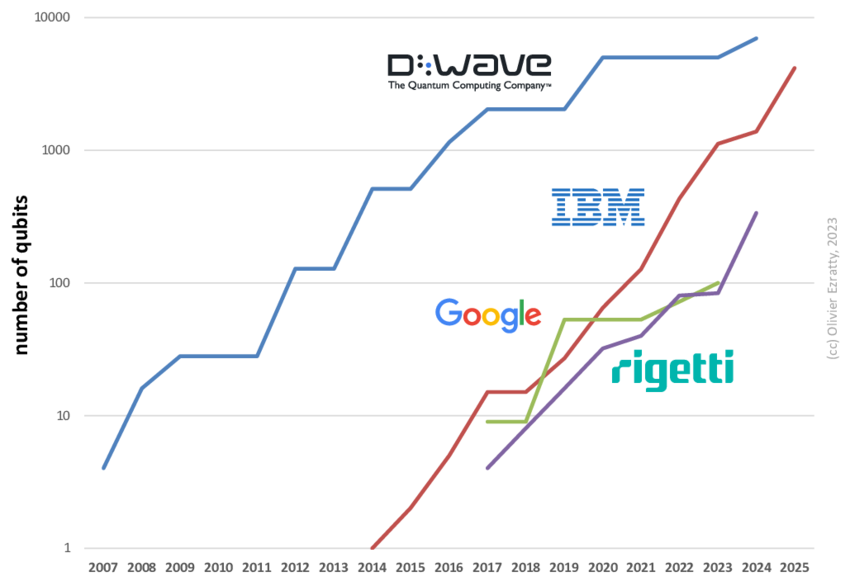 10000
D:wave
The Quantum Computing Company™
1000
IBM
number of qubits
100
Google
rigetti
10
1
2007 2008 2009 2010 2011 2012 2013 2014 2015 2016 2017 2018 2019 2020 2021 2022 2023 2024 2025
(cc) Olivier Ezratty, 2023